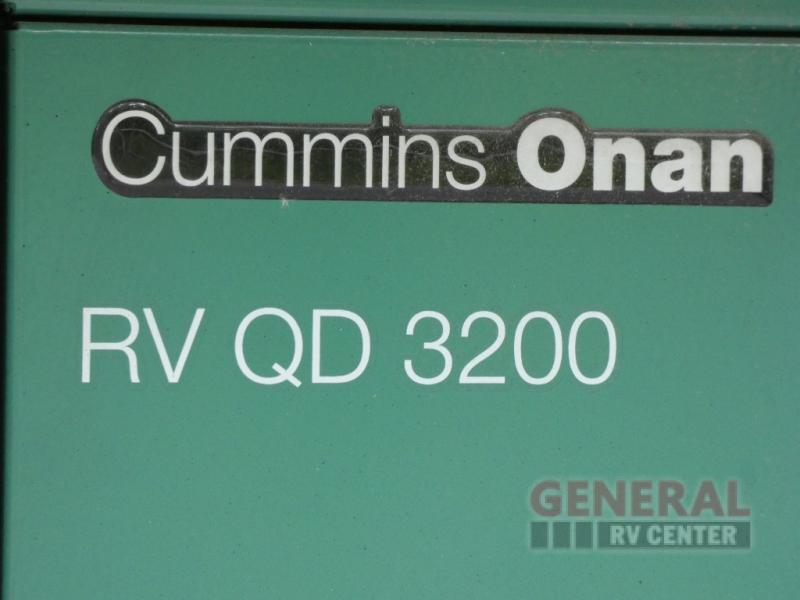 Cummins Onan
RV QD 3200
GENERAL
RV CENTER